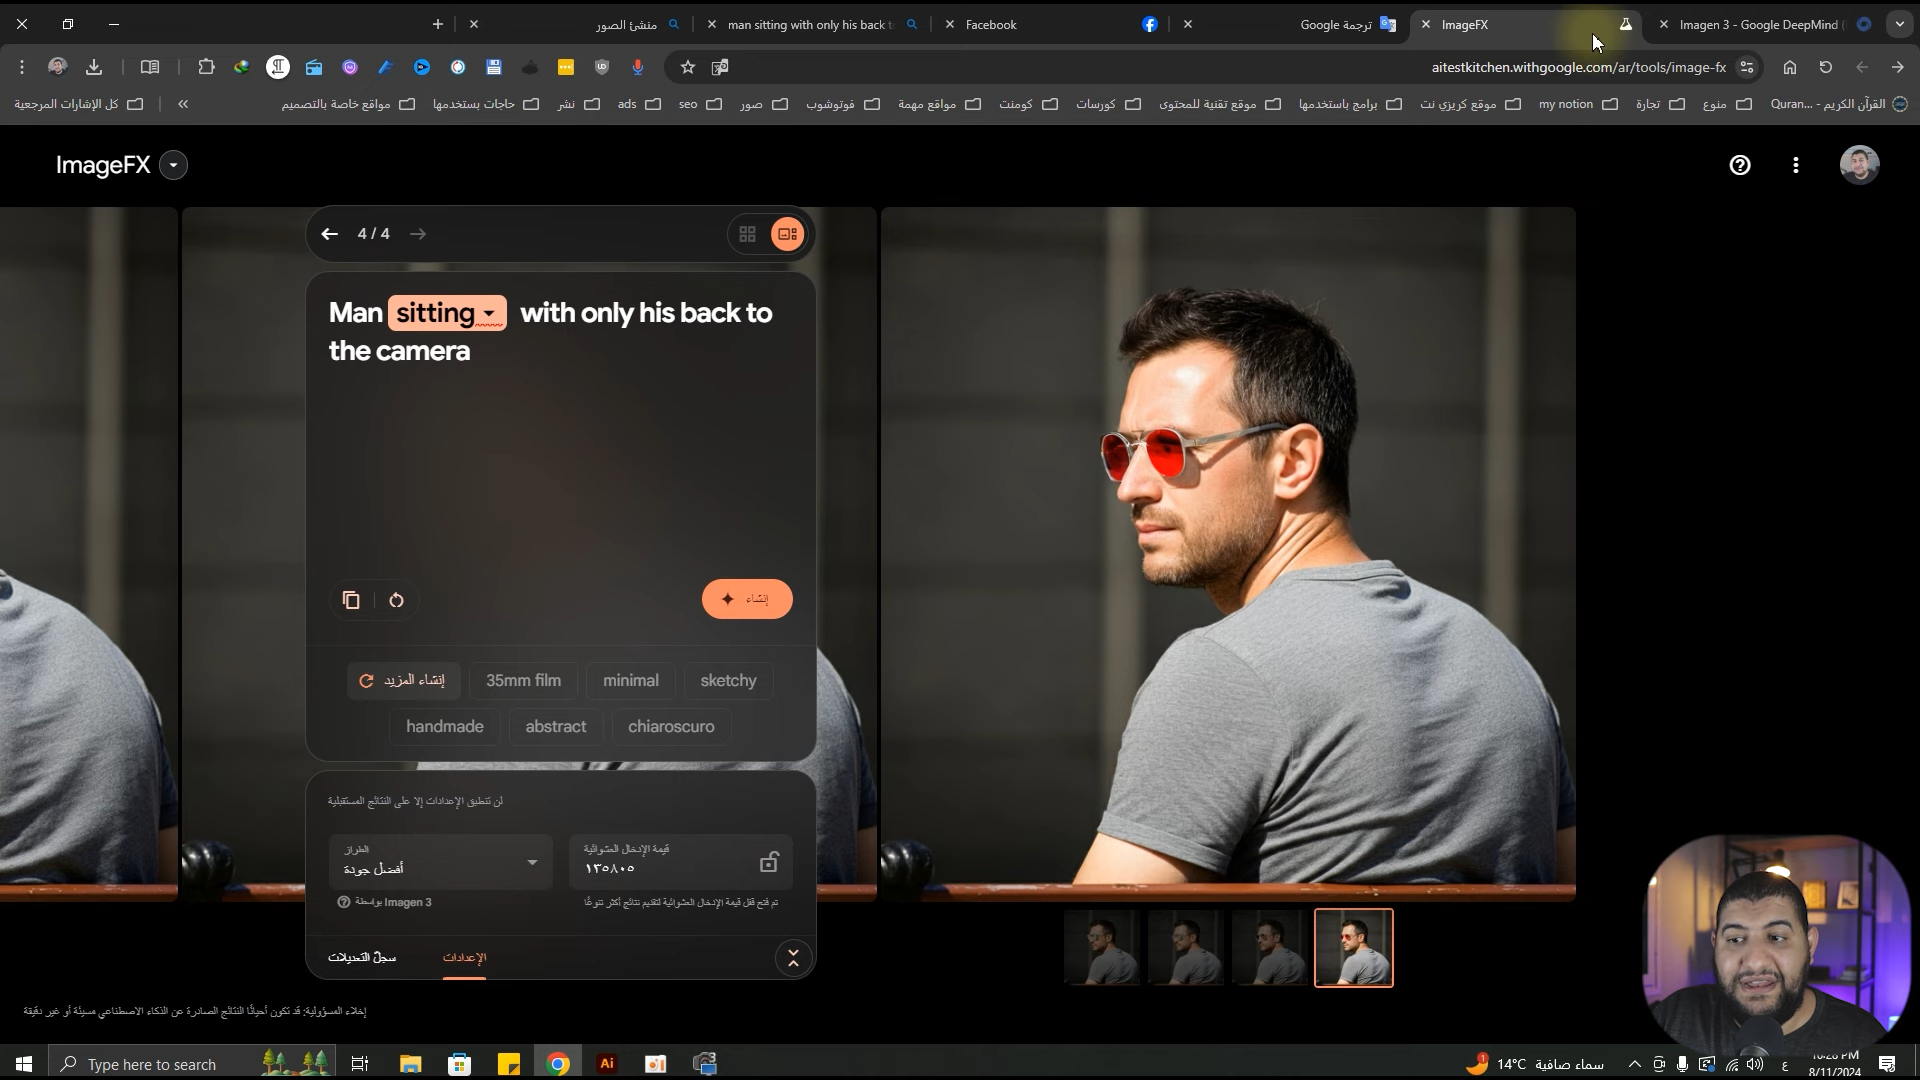 منشئ الصور
man sitting with only his back t
Facebook
ترجمة Google
ImageFX
Imagen 3 - Google DeepMind
aitestkitchen.withgoogle.com/ar/tools/image-fx
كل الإشارات المرجعية
مواقع خاصة بالتصميم
حاجات بستخدمها
نشر
ads
seo
صور
فوتوشوب
مواقع مهمة
كومنت
كورسات
موقع تقنية للمحتوى
برامج باستخدمها
موقع كريزي نت
my notion
تجارة
منوع
القرآن الكريم - ...Quran
ImageFX
4 / 4
Man sitting with only his back to
the camera
إنشاء
إنشاء المزيد
35mm film
minimal
sketchy
handmade
abstract
chiaroscuro
لن تنطبق الإعدادات إلا على النتائج المستقبلية
الطراز
أفضل جودة
قيمة الإدخال العشوائية
١٣٥٨٠٥
بواسطة Imagen 3
تم فتح قفل قيمة الإدخال العشوائية لتقديم نتائج أكثر تنوعًا
سجلّ التعديلات
الإعدادات
إخلاء المسؤولية: قد تكون أحيانًا النتائج الصادرة عن الذكاء الاصطناعي مسيئة أو غير دقيقة
Type here to search
Ai
14°C سماء صافية
ع
10:28 PM
8/11/2024